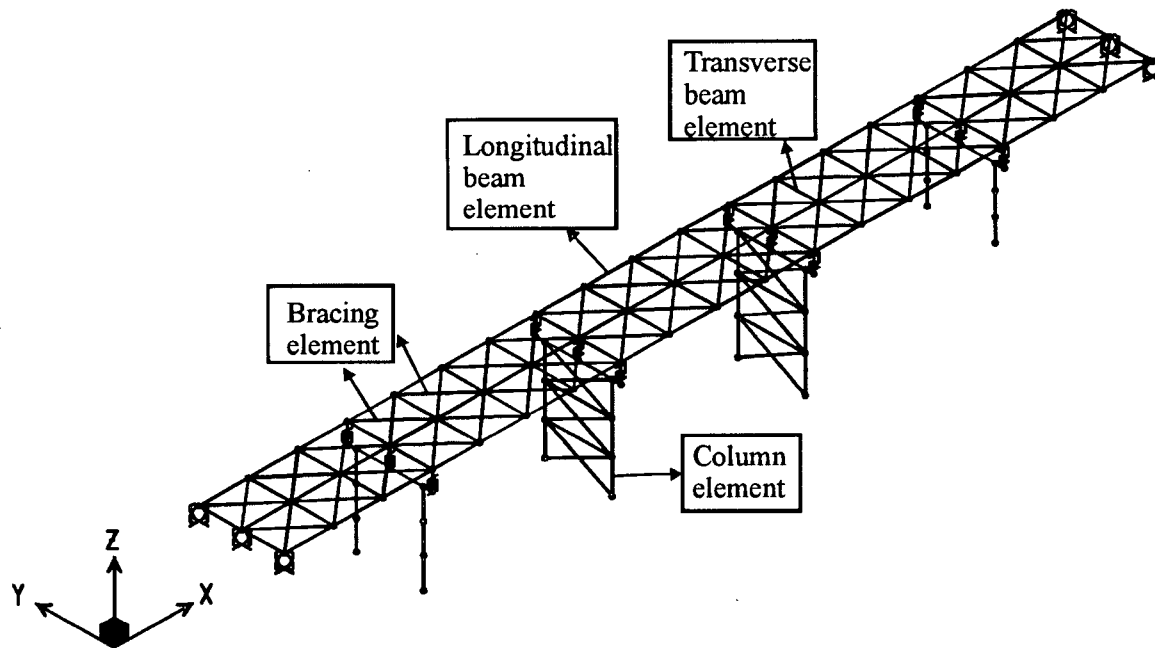 Transverse
beam
element
Longitudinal
beam
element
Bracing
element
Column
element
Z
Y
X